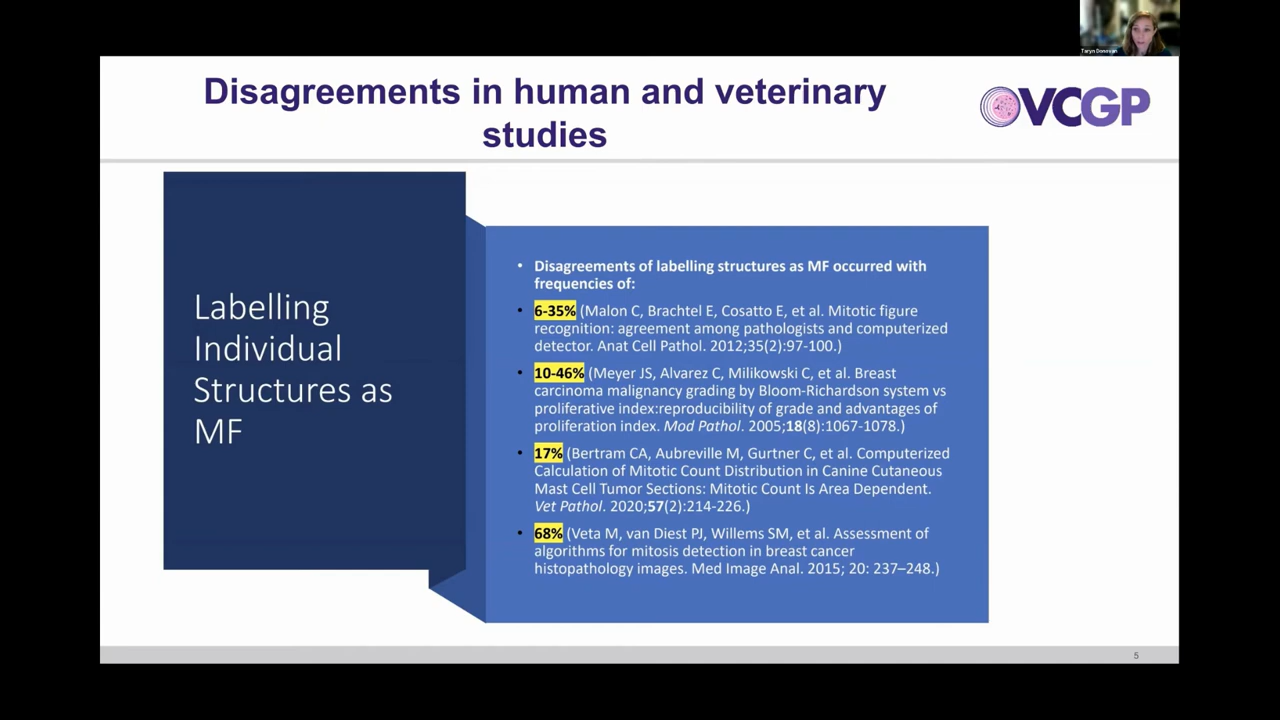 Taryn Donovan
Disagreements in human and veterinary
studies
VCGP
Labelling
Individual
Structures as
MF
• Disagreements of labelling structures as MF occurred with
frequencies of:
• 6-35% (Malon C, Brachtel E, Cosatto E, et al. Mitotic figure
recognition: agreement among pathologists and computerized
detector. Anat Cell Pathol. 2012;35(2):97-100.)
• 10-46% (Meyer JS, Alvarez C, Milikowski C, et al. Breast
carcinoma malignancy grading by Bloom-Richardson system vs
proliferative index:reproducibility of grade and advantages of
proliferation index. Mod Pathol. 2005;18(8):1067-1078.)
• 17% (Bertram CA, Aubreville M, Gurtner C, et al. Computerized
Calculation of Mitotic Count Distribution in Canine Cutaneous
Mast Cell Tumor Sections: Mitotic Count Is Area Dependent.
Vet Pathol. 2020;57(2):214-226.)
• 68% (Veta M, van Diest PJ, Willems SM, et al. Assessment of
algorithms for mitosis detection in breast cancer
histopathology images. Med Image Anal. 2015; 20: 237–248.)
5